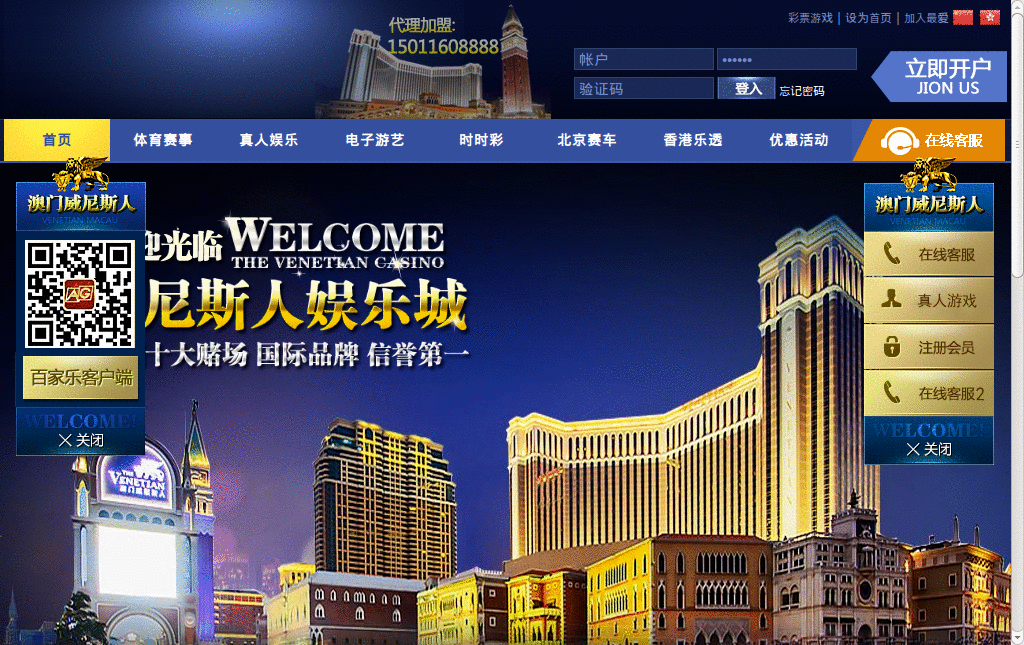 代理加盟:
15011608888
彩票游戏 | 设为首页 | 加入最爱
帐户
••••••
验证码
登入
忘记密码
立即开户
JION US
首页
体育赛事
真人娱乐
电子游艺
时时彩
北京赛车
香港乐透
优惠活动
在线客服
澳门威尼斯人
VENETIAN MACAU
AG
百家乐客户端
WELCOME!
关闭
迎光临
WELCOME
THE VENETIAN CASINO
尼斯人娱乐城
十大赌场 国际品牌 信誉第一
THE
VENETIAN
澳门威尼斯人
VENETIAN MACAU
在线客服
真人游戏
注册会员
在线客服2
WELCOME!
关闭